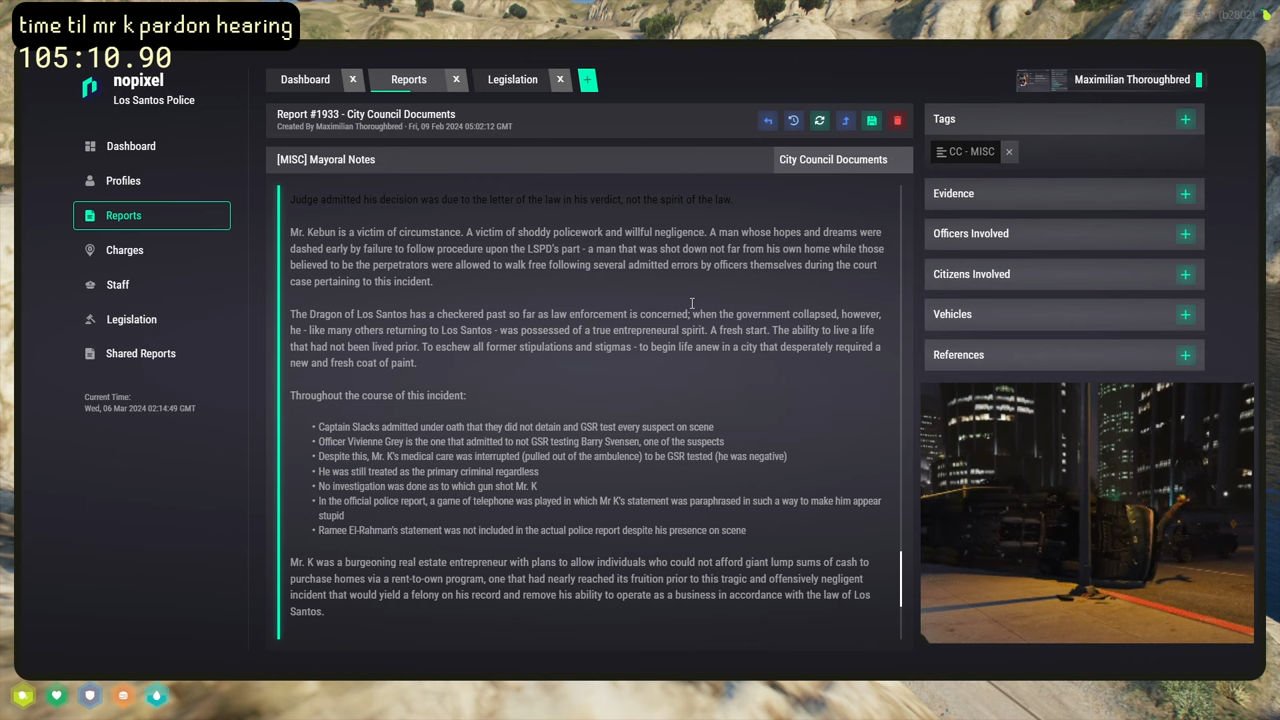 time til mr k pardon hearing
105:10.90
(b2802)
nopixel
Los Santos Police
Dashboard
Profiles
Reports
Charges
Staff
Legislation
Shared Reports
Current Time:
Wed, 06 Mar 2024 02:14:49 GMT
Dashboard x Reports x Legislation x +
Maximilian Thoroughbred
Report #1933 - City Council Documents
Created By Maximilian Thoroughbred · Fri, 09 Feb 2024 05:02:12 GMT
[MISC] Mayoral Notes
City Council Documents
Judge admitted his decision was due to the letter of the law in his verdict, not the spirit of the law.
Mr. Kebun is a victim of circumstance. A victim of shoddy policework and willful negligence. A man whose hopes and dreams were
dashed early by failure to follow procedure upon the LSPD's part - a man that was shot down not far from his own home while those
believed to be the perpetrators were allowed to walk free following several admitted errors by officers themselves during the court
case pertaining to this incident.
The Dragon of Los Santos has a checkered past so far as law enforcement is concerned; when the government collapsed, however,
he - like many others returning to Los Santos - was possessed of a true entrepreneural spirit. A fresh start. The ability to live a life
that had not been lived prior. To eschew all former stipulations and stigmas - to begin life anew in a city that desperately required a
new and fresh coat of paint.
Throughout the course of this incident:
• Captain Slacks admitted under oath that they did not detain and GSR test every suspect on scene
• Officer Vivienne Grey is the one that admitted to not GSR testing Barry Svensen, one of the suspects
• Despite this, Mr. K's medical care was interrupted (pulled out of the ambulence) to be GSR tested (he was negative)
• He was still treated as the primary criminal regardless
• No investigation was done as to which gun shot Mr. K
• In the official police report, a game of telephone was played in which Mr K's statement was paraphrased in such a way to make him appear
stupid
• Ramee El-Rahman's statement was not included in the actual police report despite his presence on scene
Mr. K was a burgeoning real estate entrepreneur with plans to allow individuals who could not afford giant lump sums of cash to
purchase homes via a rent-to-own program, one that had nearly reached its fruition prior to this tragic and offensively negligent
incident that would yield a felony on his record and remove his ability to operate as a business in accordance with the law of Los
Santos.
Tags +
CC - MISC x
Evidence +
Officers Involved +
Citizens Involved +
Vehicles +
References +